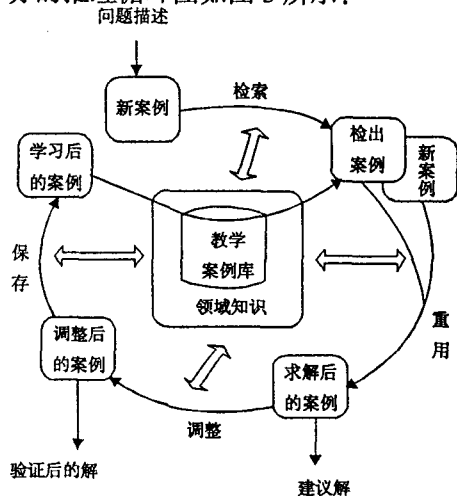 问题描述
新案例
检索
检出
案例
新
案
例
学习后
的案例
教学
案例库
领域知识
保
存
重
用
调整后
的案例
求解后
的案例
调整
验证后的解
建议解